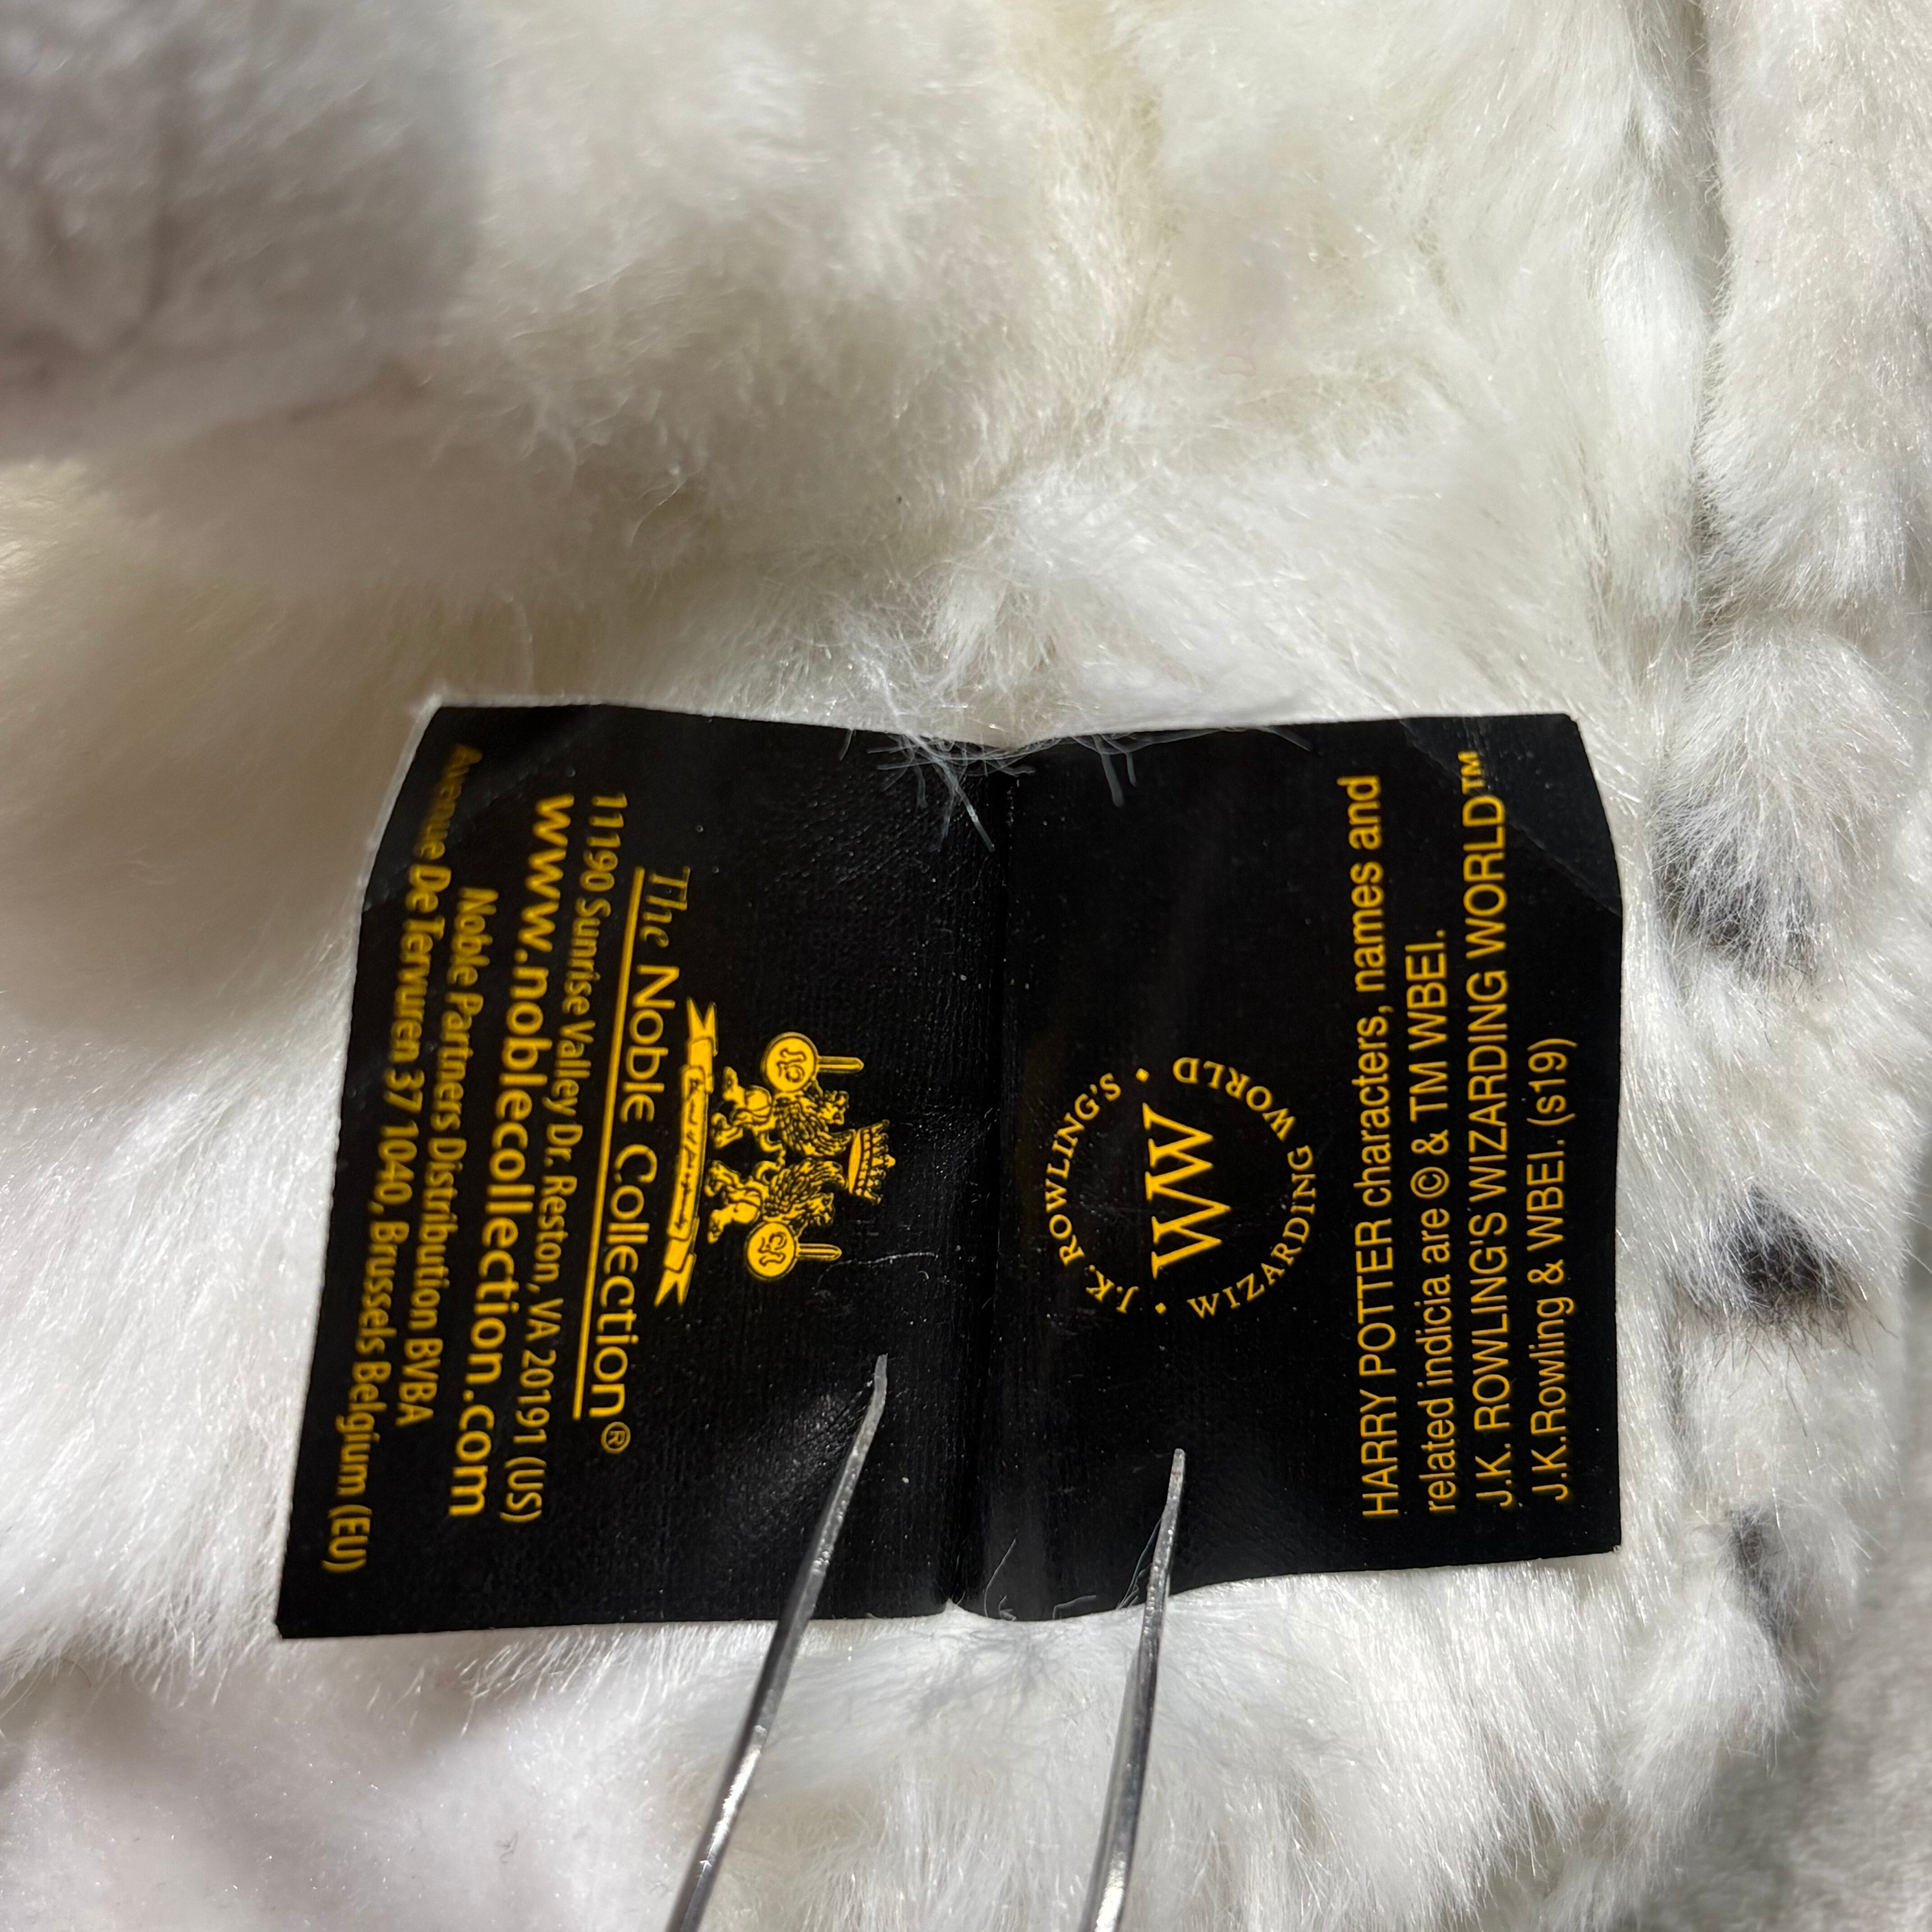 The Noble Collection®
11190 Sunrise Valley Dr. Reston, VA 20191 (US)
www.noblecollection.com
Noble Partners Distribution BVBA
Avenue De Tervuren 37 1040, Brussels Belgium (EU)
J.K. ROWLING'S • WIZARDING WORLD •
WW
HARRY POTTER characters, names and
related indicia are © & TM WBEI.
J.K. ROWLING'S WIZARDING WORLD™
J.K.Rowling & WBEI. (s19)